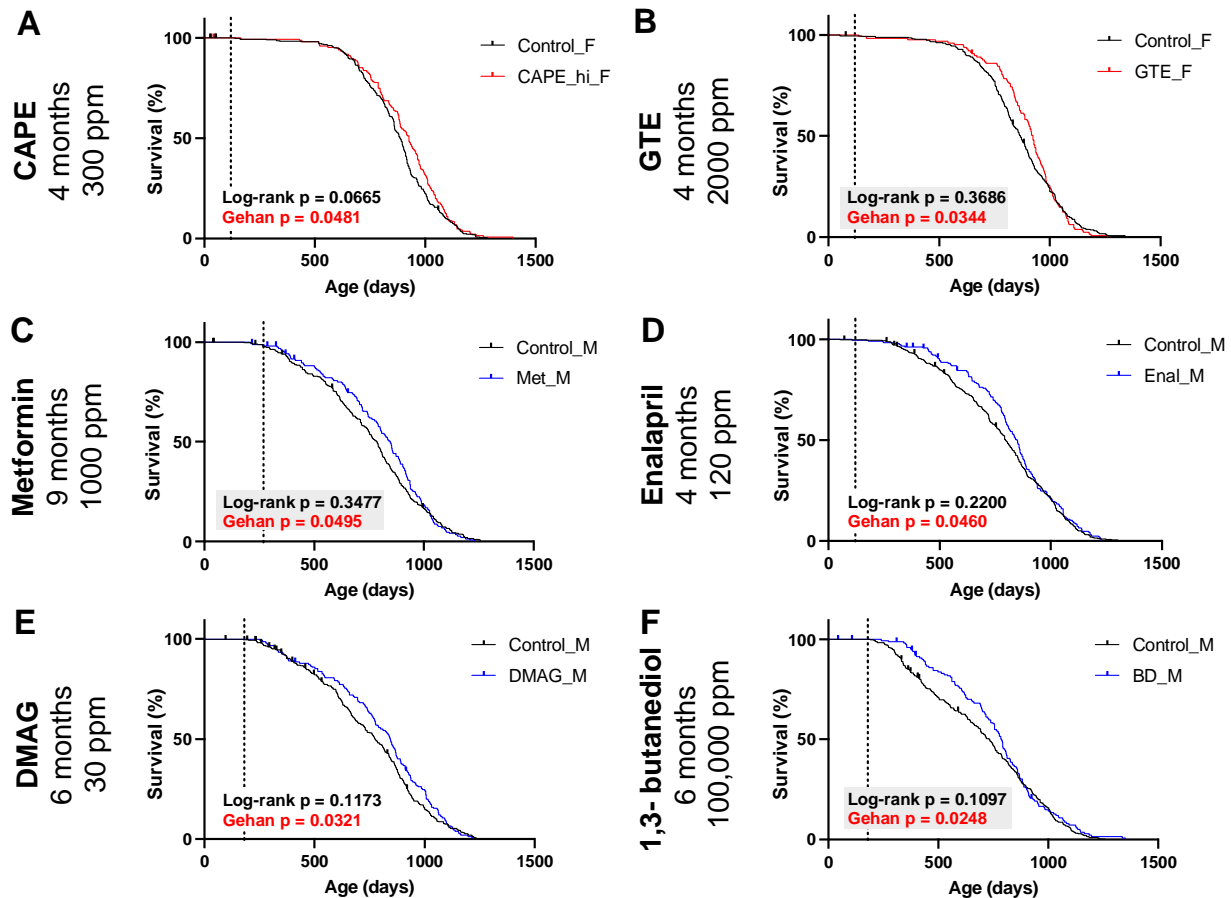 A
CAPE
4 months
300 ppm
Survival (%)
100
50
0
0 500 1000 1500
Age (days)
Control_F
CAPE_hi_F
Log-rank p = 0.0665
Gehan p = 0.0481
B
GTE
4 months
2000 ppm
Survival (%)
100
50
0
0 500 1000 1500
Age (days)
Control_F
GTE_F
Log-rank p = 0.3686
Gehan p = 0.0344
C
Metformin
9 months
1000 ppm
Survival (%)
100
50
0
0 500 1000 1500
Age (days)
Control_M
Met_M
Log-rank p = 0.3477
Gehan p = 0.0495
D
Enalapril
4 months
120 ppm
Survival (%)
100
50
0
0 500 1000 1500
Age (days)
Control_M
Enal_M
Log-rank p = 0.2200
Gehan p = 0.0460
E
DMAG
6 months
30 ppm
Survival (%)
100
50
0
0 500 1000 1500
Age (days)
Control_M
DMAG_M
Log-rank p = 0.1173
Gehan p = 0.0321
F
1,3- butanediol
6 months
100,000 ppm
Survival (%)
100
50
0
0 500 1000 1500
Age (days)
Control_M
BD_M
Log-rank p = 0.1097
Gehan p = 0.0248